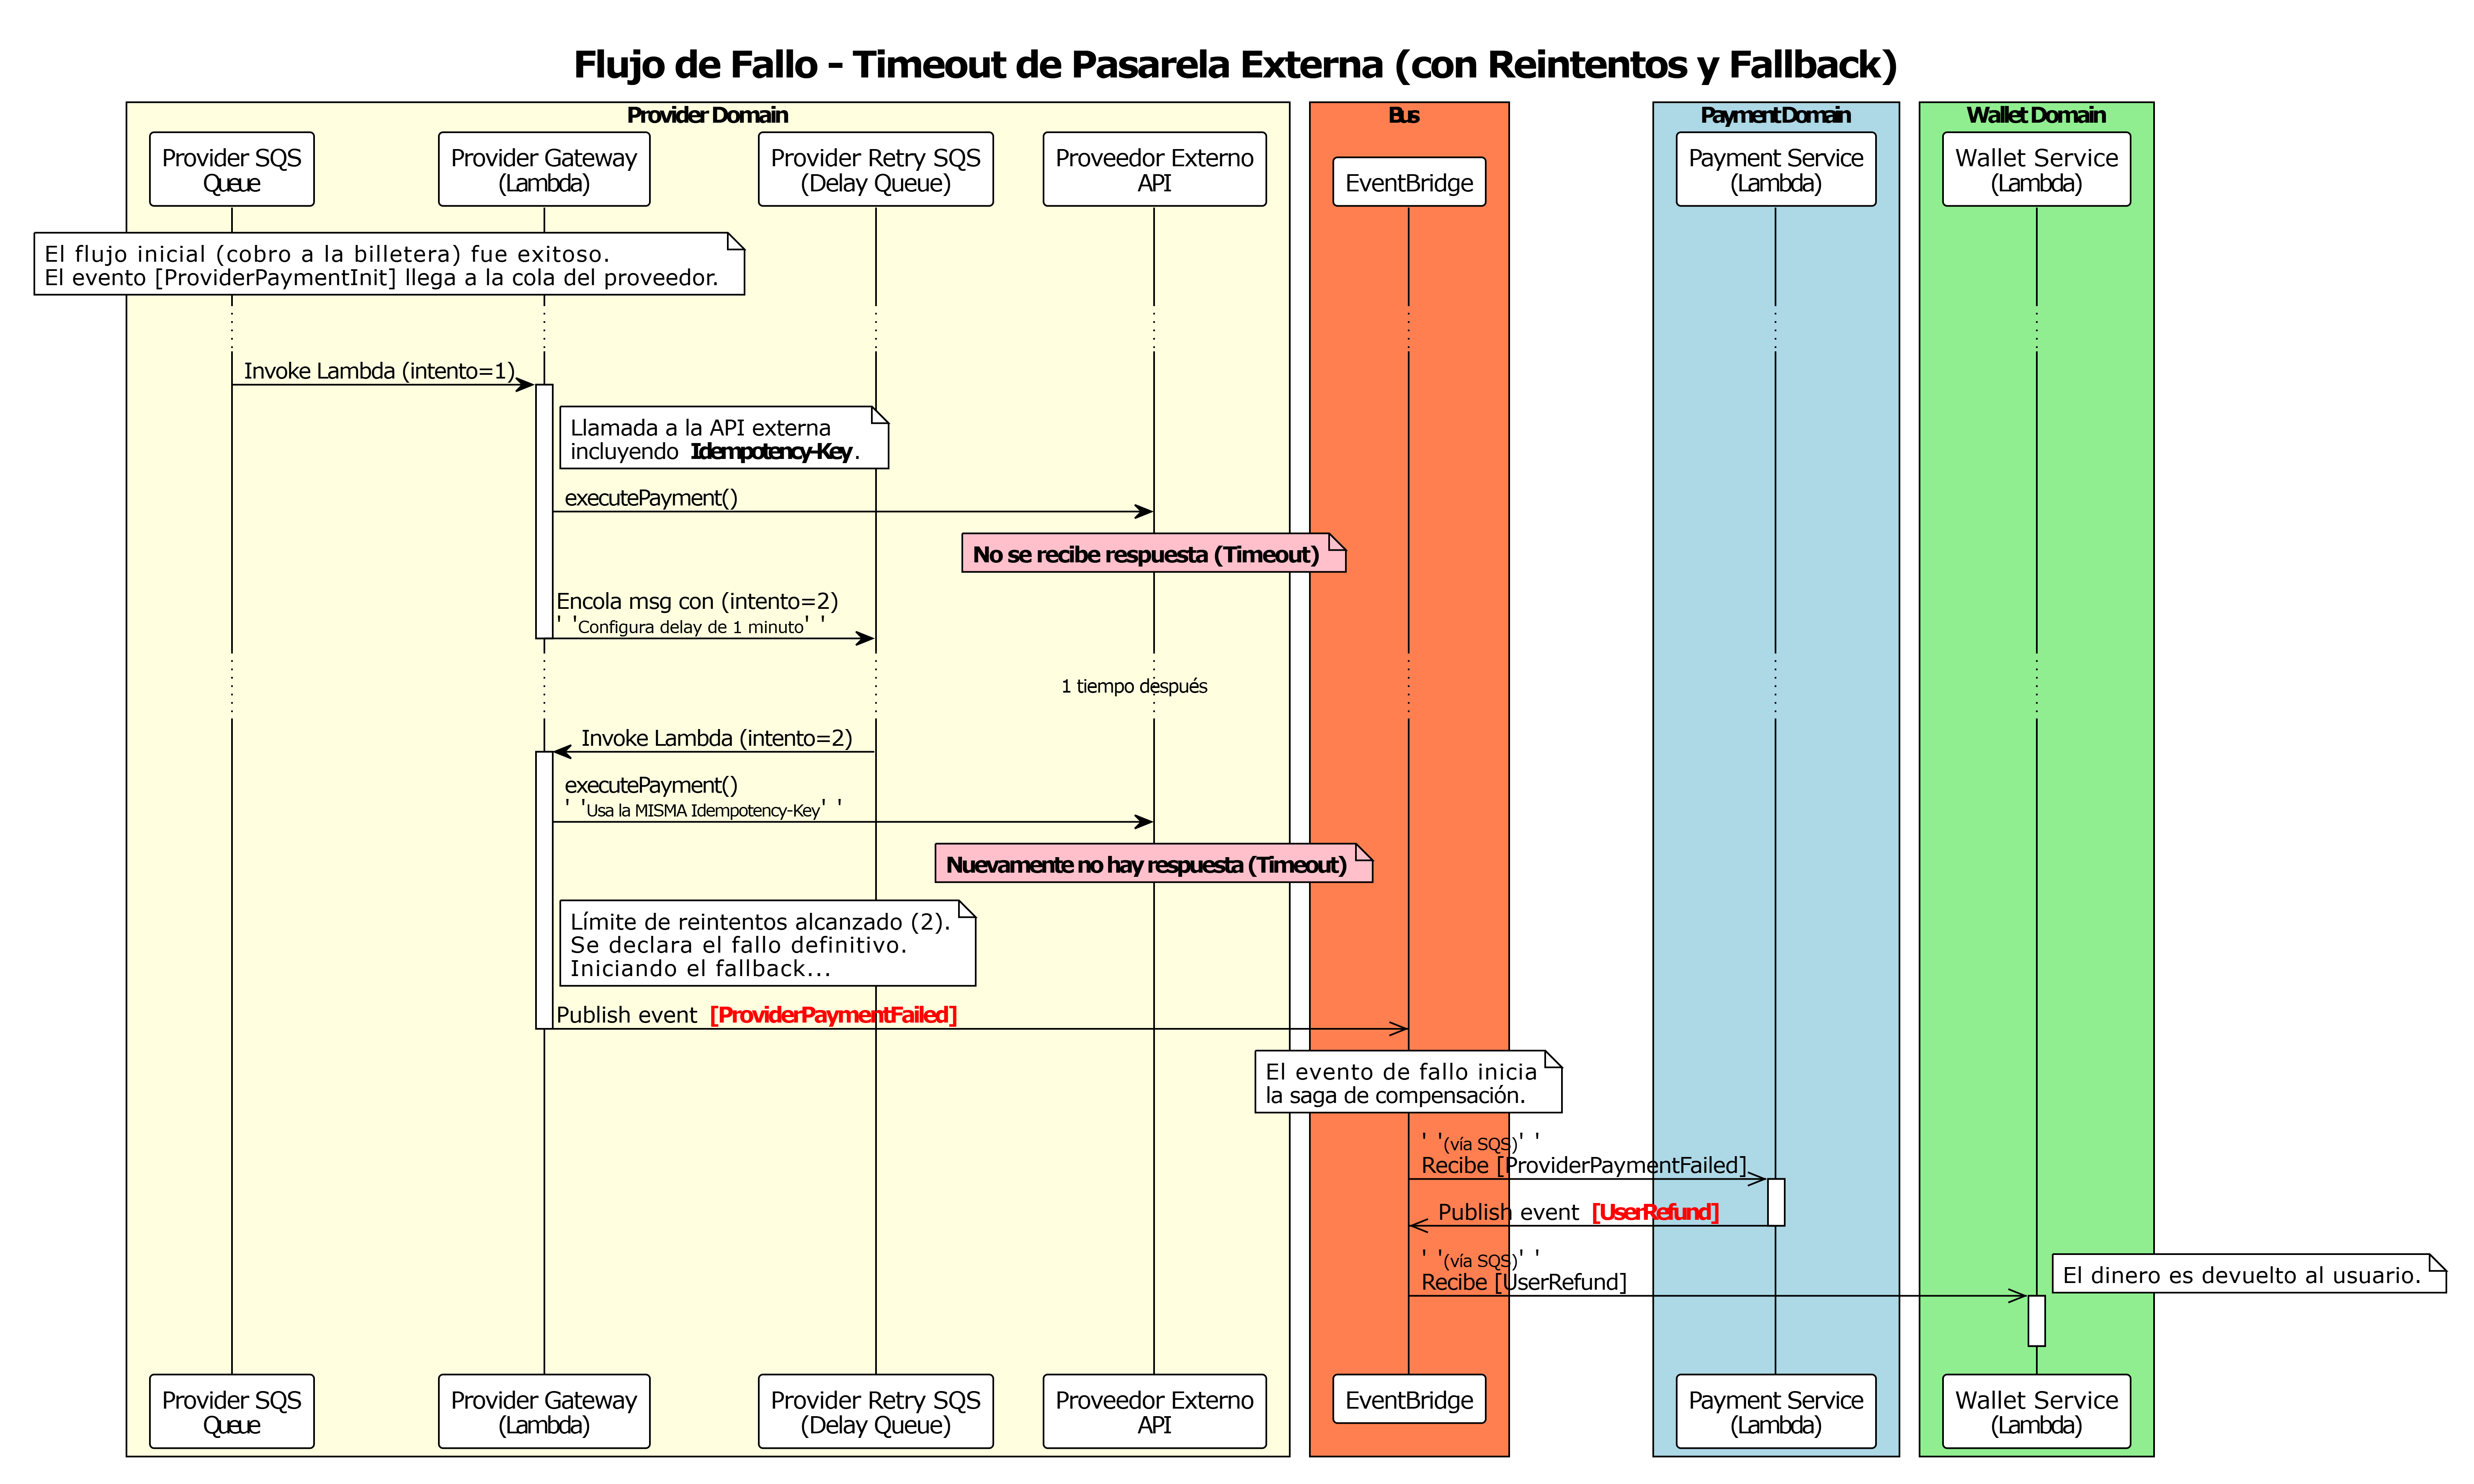 Flujo de Fallo - Timeout de Pasarela Externa (con Reintentos y Fallback)
Provider Domain
Bus
Payment Domain
Wallet Domain
Provider SQS
Queue
Provider Gateway
(Lambda)
Provider Retry SQS
(Delay Queue)
Proveedor Externo
API
EventBridge
Payment Service
(Lambda)
Wallet Service
(Lambda)
El flujo inicial (cobro a la billetera) fue exitoso.
El evento [ProviderPaymentInit] llega a la cola del proveedor.
Invoke Lambda (intento=1)
Llamada a la API externa
incluyendo Idempotency-Key.
executePayment()
No se recibe respuesta (Timeout)
Encola msg con (intento=2)
' 'Configura delay de 1 minuto' '
1 tiempo después
Invoke Lambda (intento=2)
executePayment()
' 'Usa la MISMA Idempotency-Key' '
Nuevamente no hay respuesta (Timeout)
Límite de reintentos alcanzado (2).
Se declara el fallo definitivo.
Iniciando el fallback...
Publish event [ProviderPaymentFailed]
El evento de fallo inicia
la saga de compensación.
' '(vía SQS)' '
Recibe [ProviderPaymentFailed]
Publish event [UserRefund]
' '(vía SQS)' '
Recibe [UserRefund]
El dinero es devuelto al usuario.
Provider SQS
Queue
Provider Gateway
(Lambda)
Provider Retry SQS
(Delay Queue)
Proveedor Externo
API
EventBridge
Payment Service
(Lambda)
Wallet Service
(Lambda)